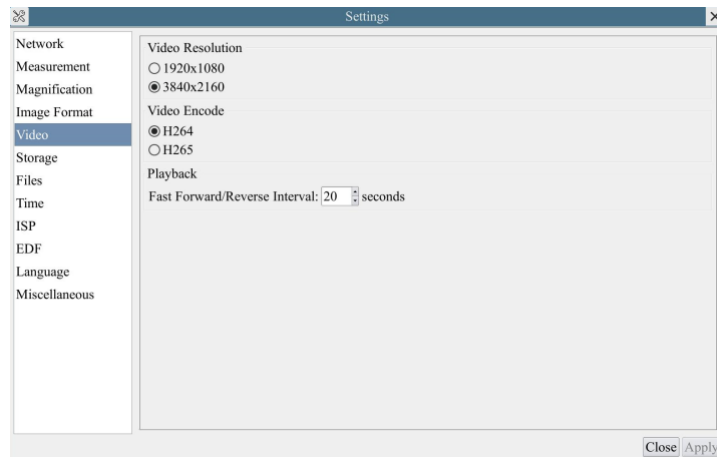 Settings
Network
Measurement
Magnification
Image Format
Video
Storage
Files
Time
ISP
EDF
Language
Miscellaneous
Video Resolution
1920x1080
3840x2160
Video Encode
H264
H265
Playback
Fast Forward/Reverse Interval: 20 seconds
Close Apply